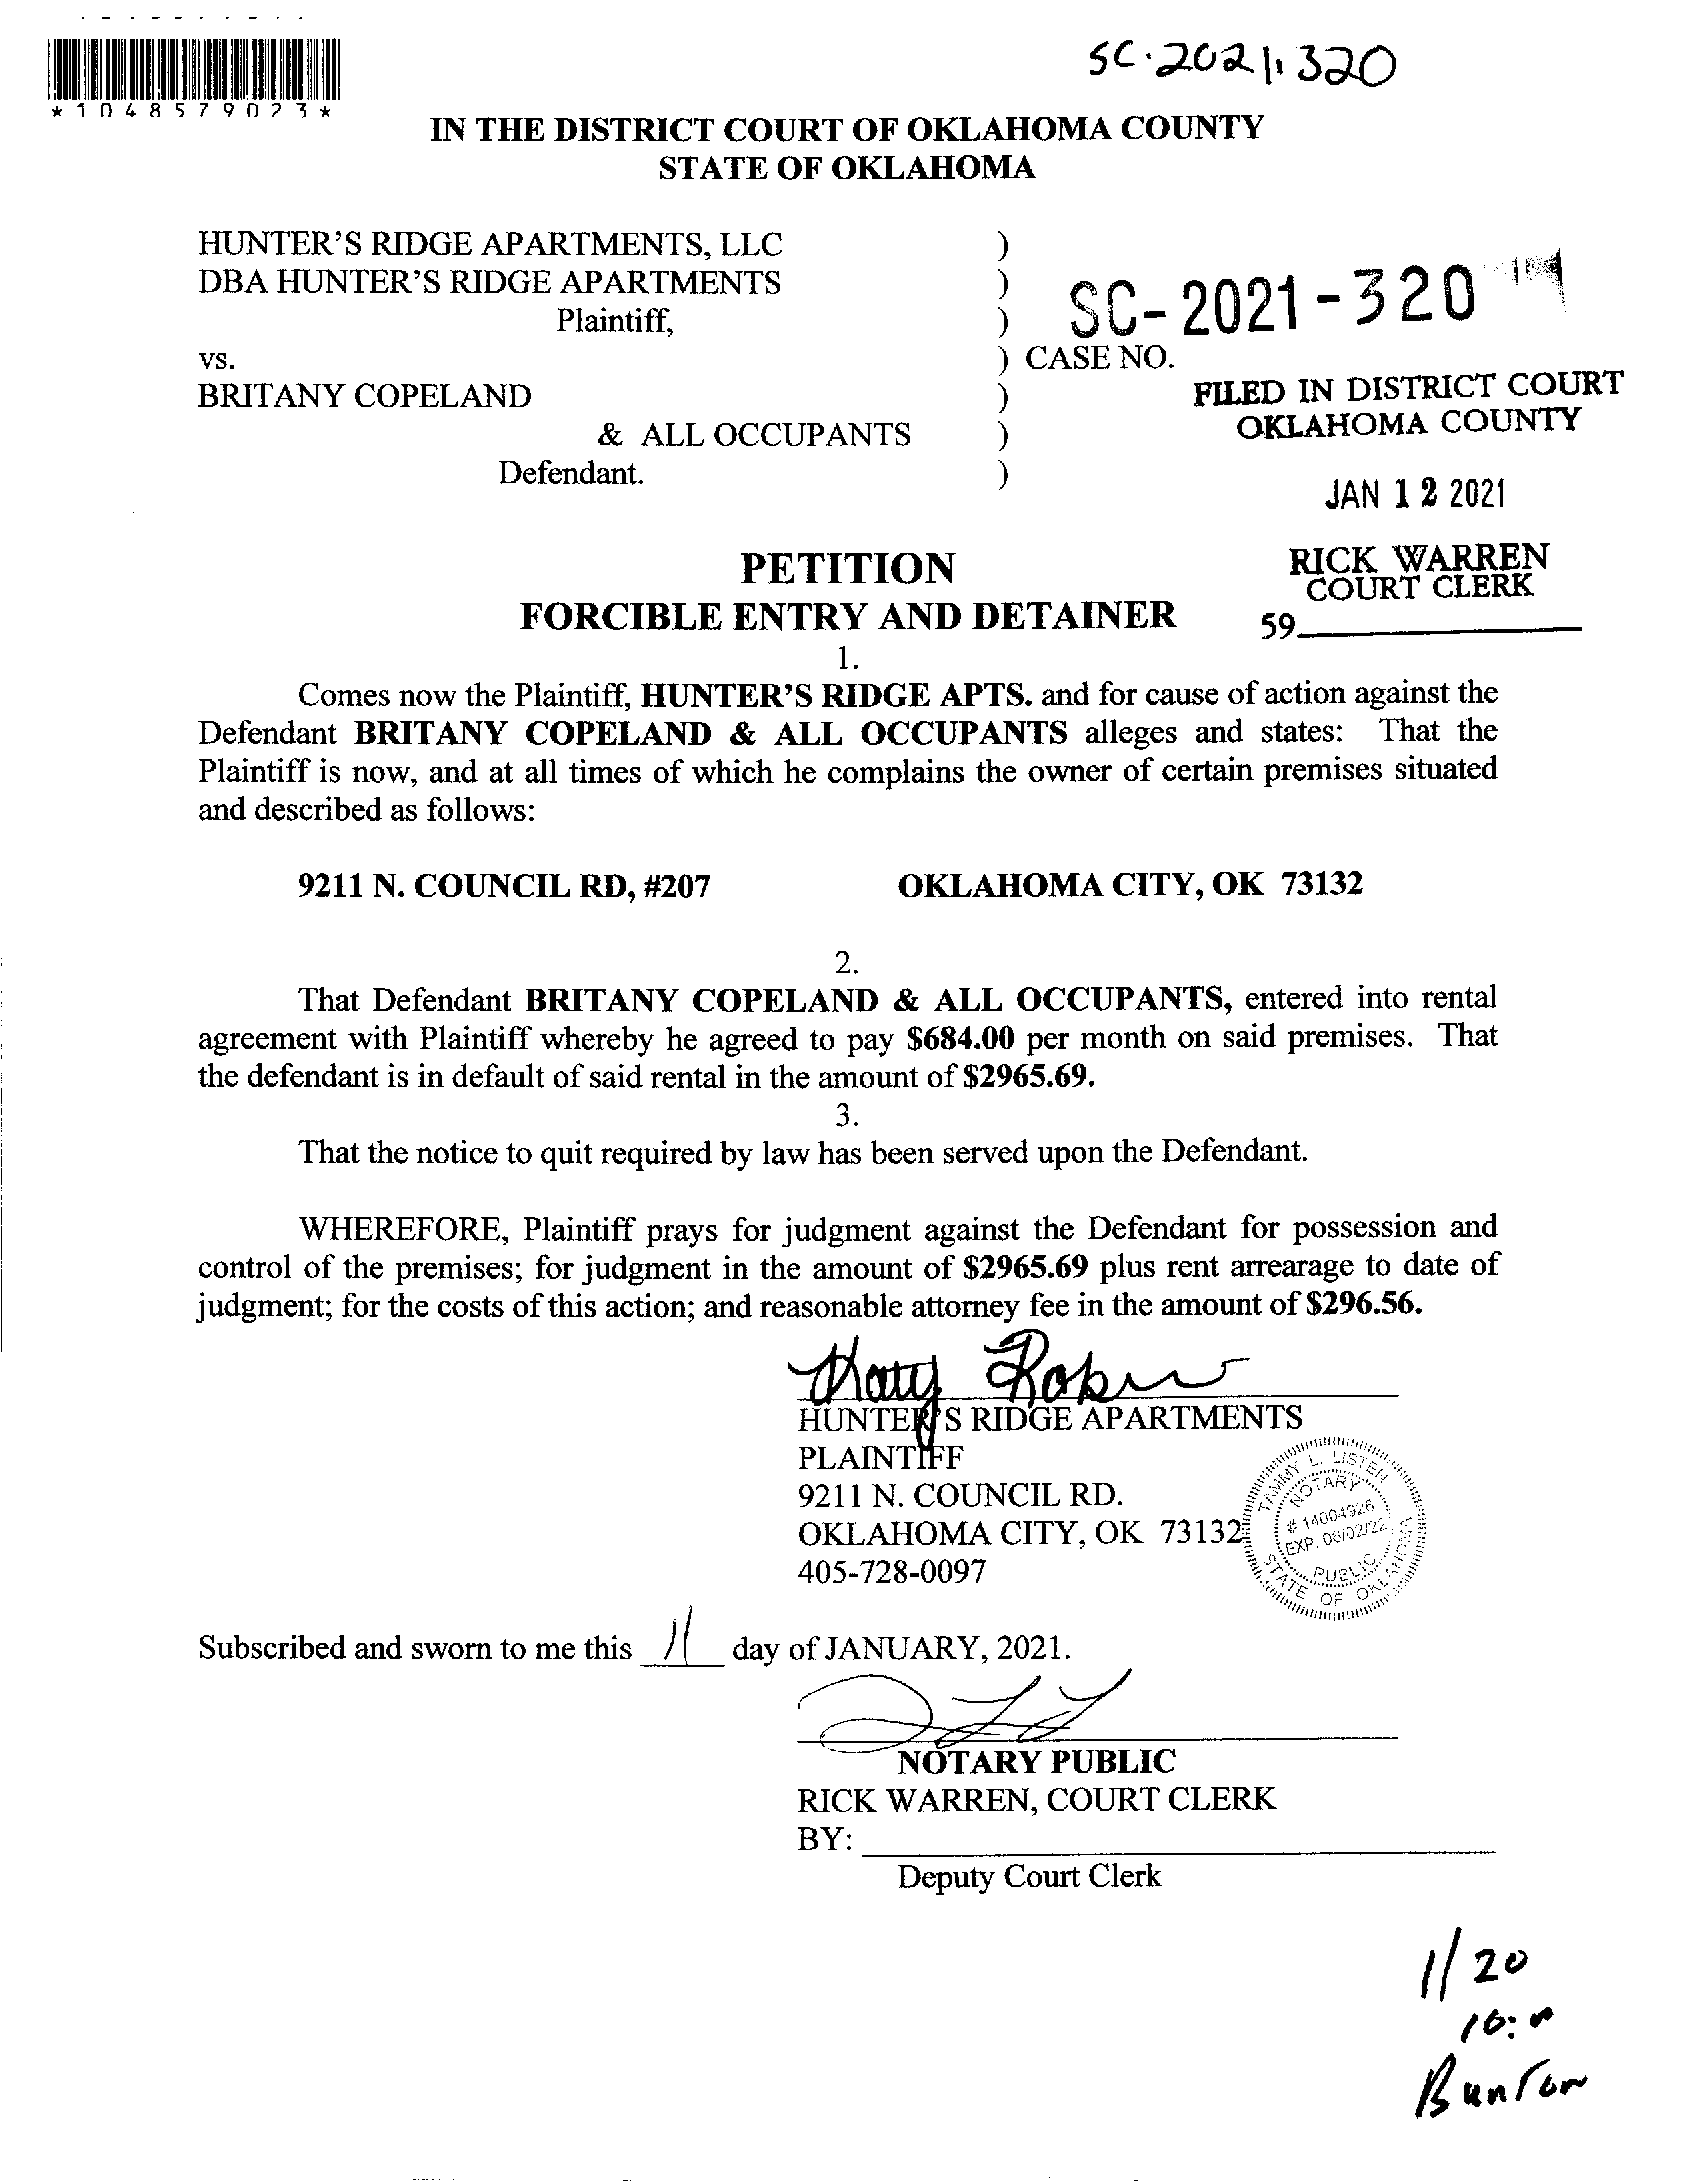 SC-2021-320
*1048579023*
IN THE DISTRICT COURT OF OKLAHOMA COUNTY
STATE OF OKLAHOMA
HUNTER'S RIDGE APARTMENTS, LLC )
DBA HUNTER'S RIDGE APARTMENTS )
Plaintiff, ) SC-2021-320
vs. ) CASE NO.
BRITANY COPELAND )
& ALL OCCUPANTS )
Defendant. )
FILED IN DISTRICT COURT
OKLAHOMA COUNTY
JAN 12 2021
RICK WARREN
COURT CLERK
59
PETITION
FORCIBLE ENTRY AND DETAINER
1.
Comes now the Plaintiff, HUNTER'S RIDGE APTS. and for cause of action against the
Defendant BRITANY COPELAND & ALL OCCUPANTS alleges and states: That the
Plaintiff is now, and at all times of which he complains the owner of certain premises situated
and described as follows:
9211 N. COUNCIL RD, #207 OKLAHOMA CITY, OK 73132
2.
That Defendant BRITANY COPELAND & ALL OCCUPANTS, entered into rental
agreement with Plaintiff whereby he agreed to pay $684.00 per month on said premises. That
the defendant is in default of said rental in the amount of $2965.69.
3.
That the notice to quit required by law has been served upon the Defendant.
WHEREFORE, Plaintiff prays for judgment against the Defendant for possession and
control of the premises; for judgment in the amount of $2965.69 plus rent arrearage to date of
judgment; for the costs of this action; and reasonable attorney fee in the amount of $296.56.
HUNTER'S RIDGE APARTMENTS
PLAINTIFF
9211 N. COUNCIL RD.
OKLAHOMA CITY, OK 73132
405-728-0097
TAMMY L. LISTEN
NOTARY
# 14004926
EXP. 06/02/22
PUBLIC
STATE OF OKLAHOMA
Subscribed and sworn to me this 11 day of JANUARY, 2021.
NOTARY PUBLIC
RICK WARREN, COURT CLERK
BY:
Deputy Court Clerk
1/20